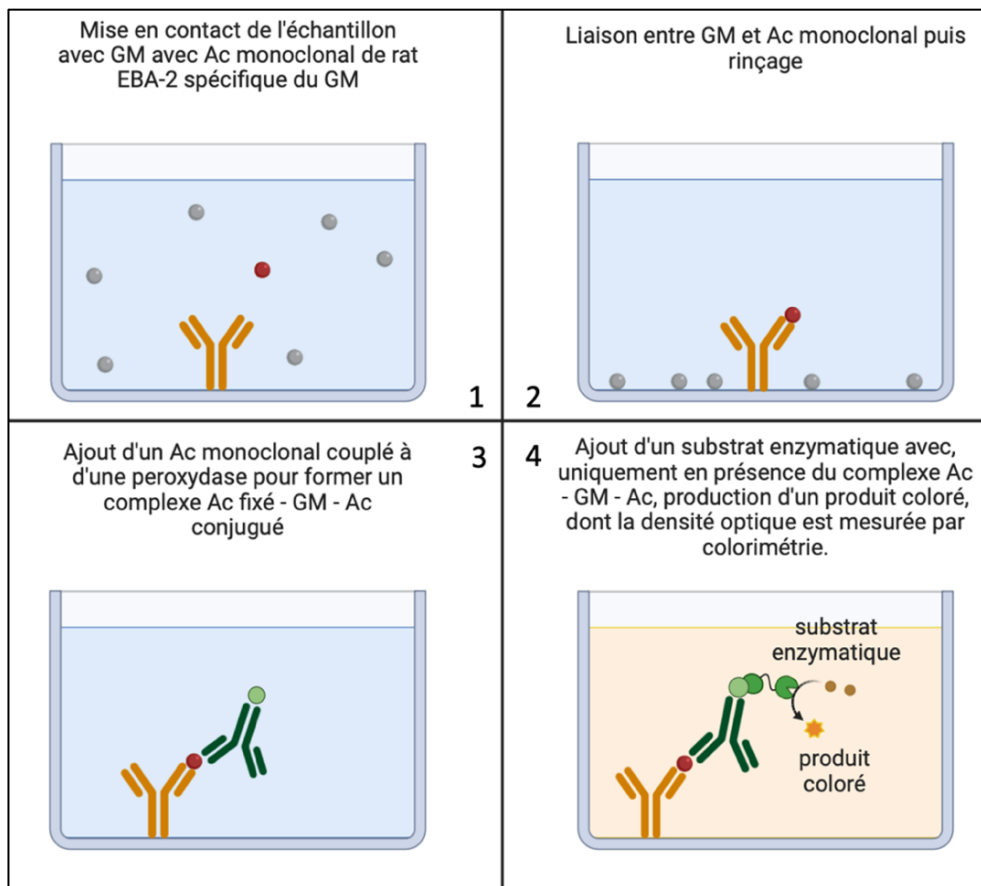 Mise en contact de l'échantillon
avec GM avec Ac monoclonal de rat
EBA-2 spécifique du GM
1
Liaison entre GM et Ac monoclonal puis
rinçage
2
Ajout d'un Ac monoclonal couplé à
d'une peroxydase pour former un
complexe Ac fixé - GM - Ac
conjugué
3
4
Ajout d'un substrat enzymatique avec,
uniquement en présence du complexe Ac
- GM - Ac, production d'un produit coloré,
dont la densité optique est mesurée par
colorimétrie.
substrat
enzymatique
produit
coloré